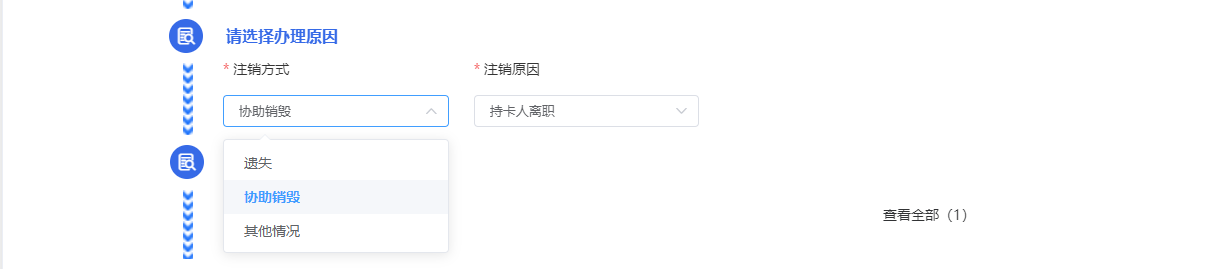 请选择办理原因
* 注销方式
* 注销原因
协助销毁
持卡人离职
遗失
协助销毁
其他情况
查看全部（1）